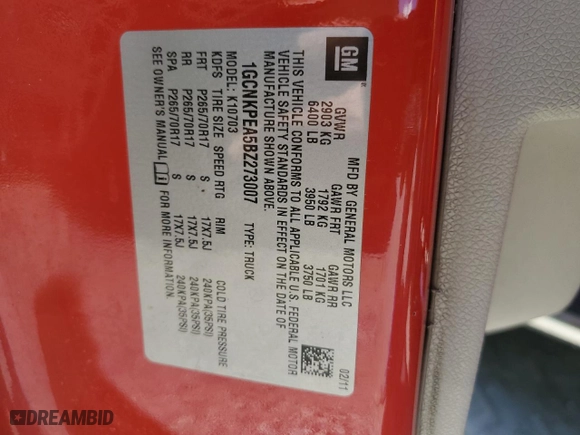 GM
MFD BY GENERAL MOTORS LLC 02/11
GVWR GAWR FRT GAWR RR
2903 KG 1792 KG 1701 KG
6400 LB 3950 LB 3750 LB
THIS VEHICLE CONFORMS TO ALL APPLICABLE U.S. FEDERAL MOTOR
VEHICLE SAFETY STANDARDS IN EFFECT ON THE DATE OF
MANUFACTURE SHOWN ABOVE.
1GCNKPEA5BZ273007 TYPE: TRUCK
MODEL: K10703
KDFS TIRE SIZE SPEED RTG RIM COLD TIRE PRESSURE
FRT P265/70R17 S 17X7.5J 240KPA(35PSI)
RR P265/70R17 S 17X7.5J 240KPA(35PSI)
SPA P265/70R17 S 17X7.5J 240KPA(35PSI)
SEE OWNER'S MANUAL FOR MORE INFORMATION.
DREAMBID